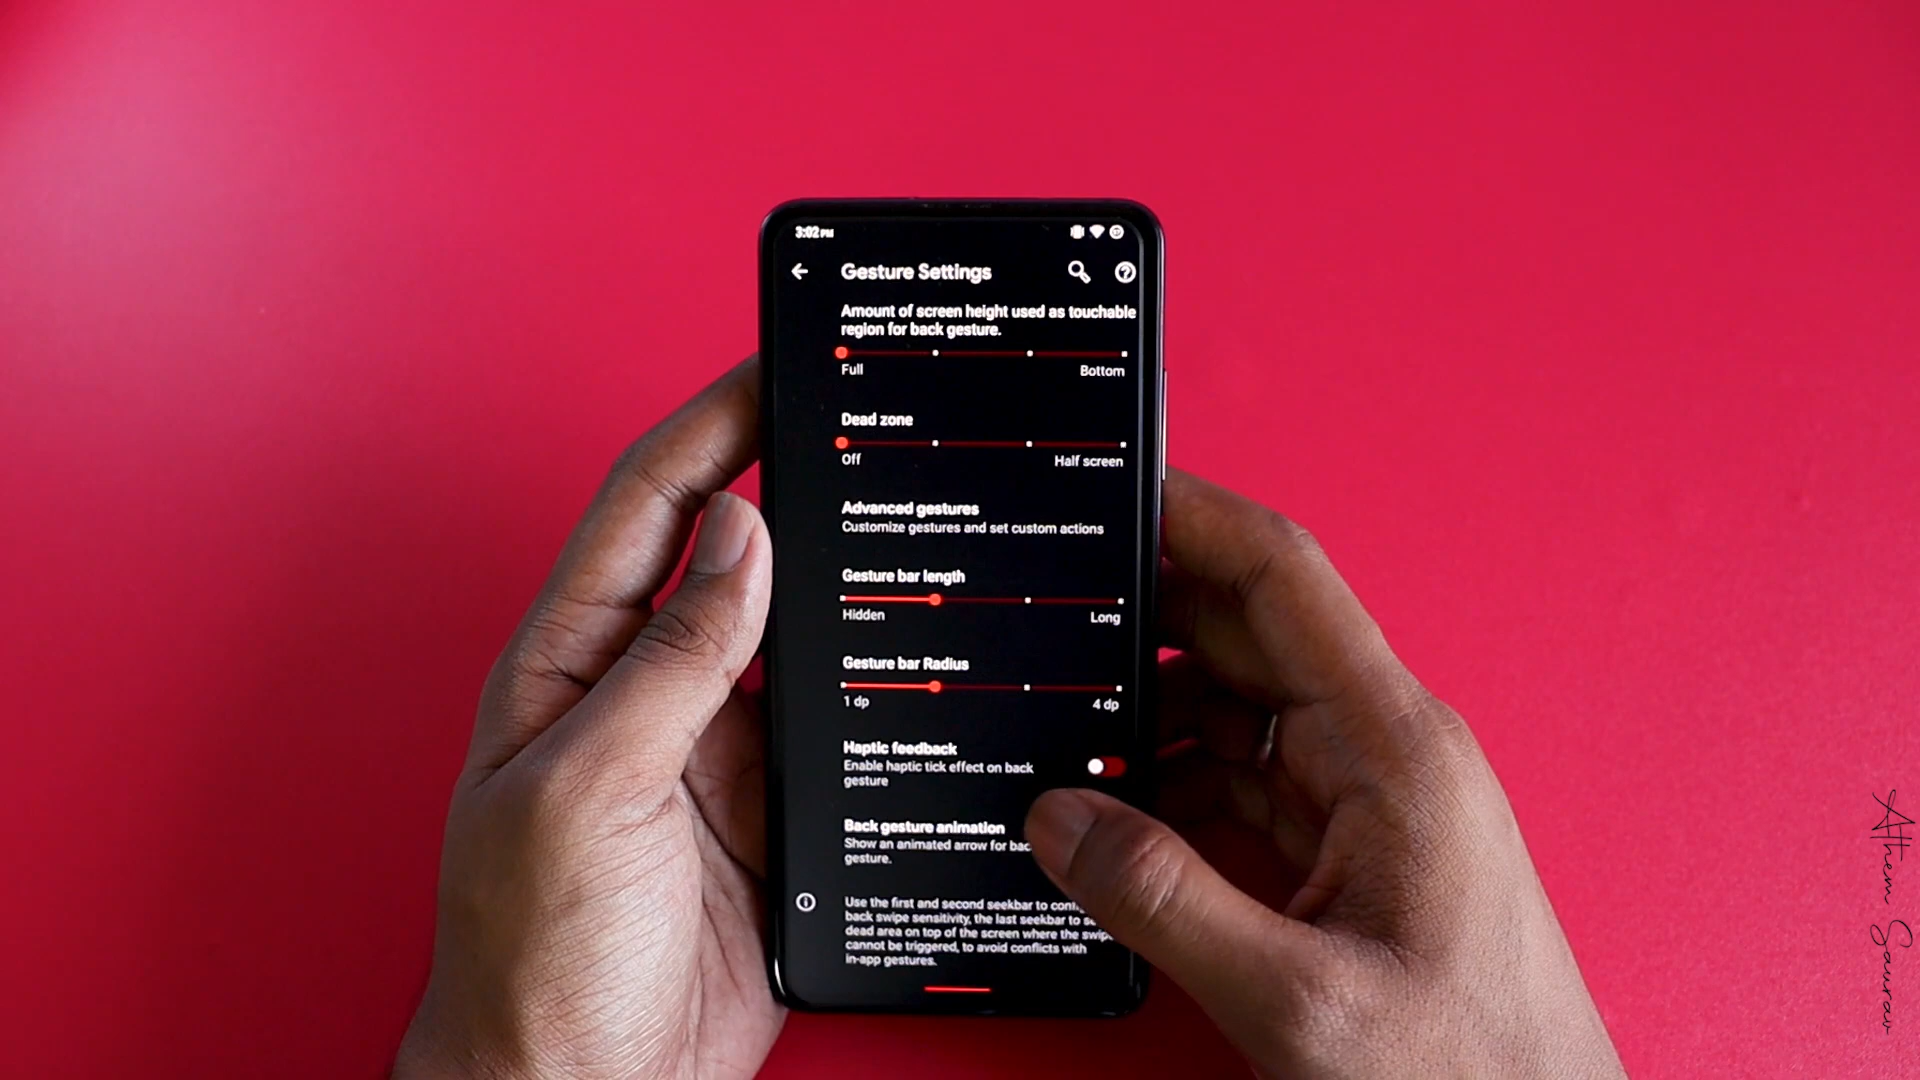 3:02 PM
Gesture Settings
Amount of screen height used as touchable
region for back gesture.
Full Bottom
Dead zone
Off Half screen
Advanced gestures
Customize gestures and set custom actions
Gesture bar length
Hidden Long
Gesture bar Radius
1 dp 4 dp
Haptic feedback
Enable haptic tick effect on back
gesture
Back gesture animation
Show an animated arrow for
gesture.
Use the first and second seekbar to
back swipe sensitivity, the last seekbar to
dead area on top of the screen where the
cannot be triggered, to avoid conflicts with
in-app gestures.
Athem Saurav